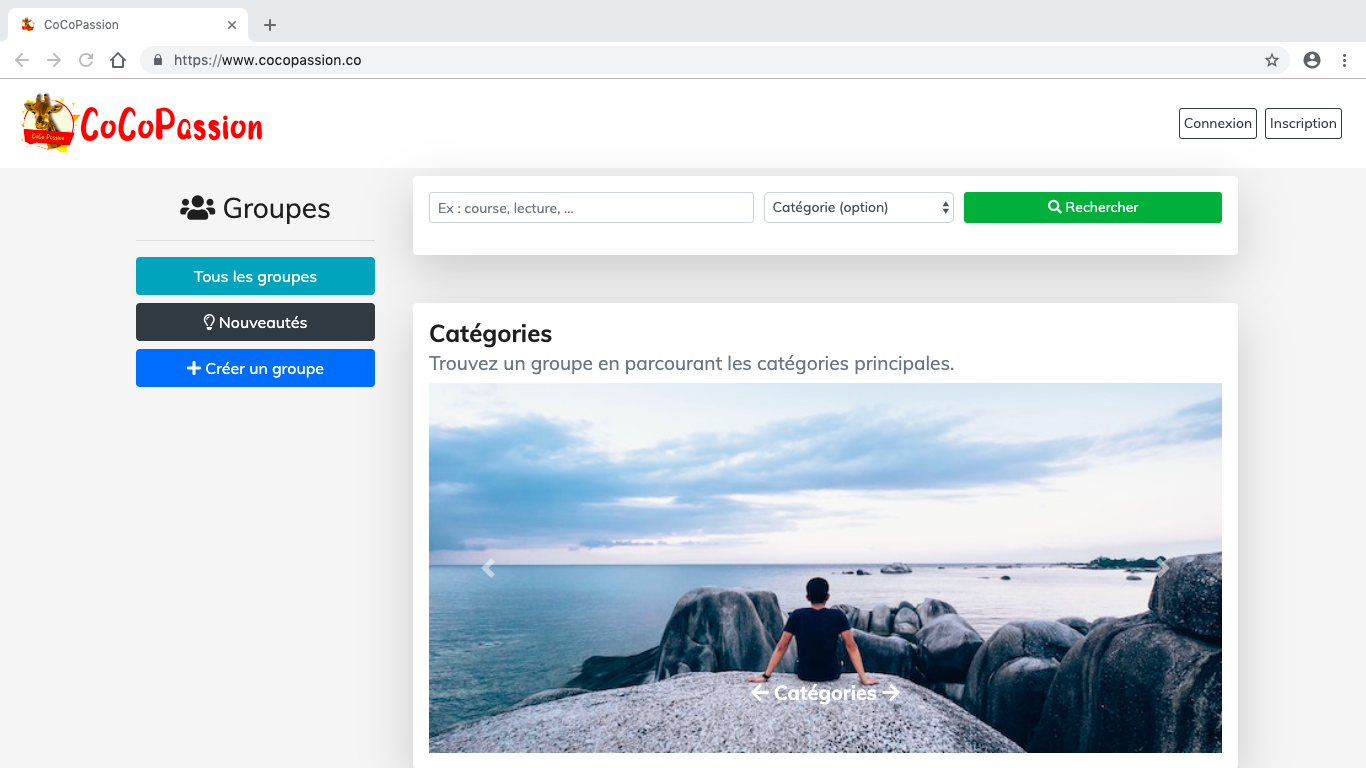 CoCoPassion
https://www.cocopassion.co
CoCo Passion
CoCoPassion
Connexion
Inscription
Groupes
Tous les groupes
Nouveautés
Créer un groupe
Ex : course, lecture, ...
Catégorie (option)
Rechercher
Catégories
Trouvez un groupe en parcourant les catégories principales.
← Catégories →